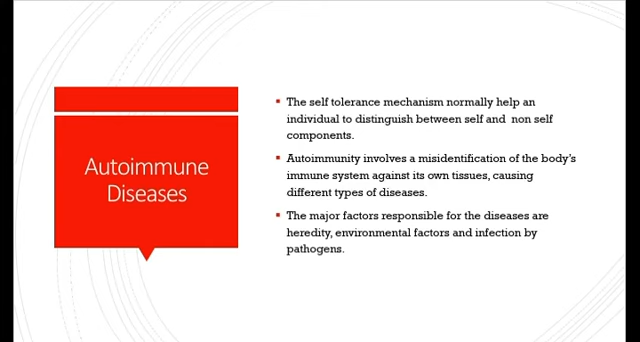 Autoimmune
Diseases
The self tolerance mechanism normally help an
individual to distinguish between self and non self
components.
Autoimmunity involves a misidentification of the body's
immune system against its own tissues, causing
different types of diseases.
The major factors responsible for the diseases are
heredity, environmental factors and infection by
pathogens.